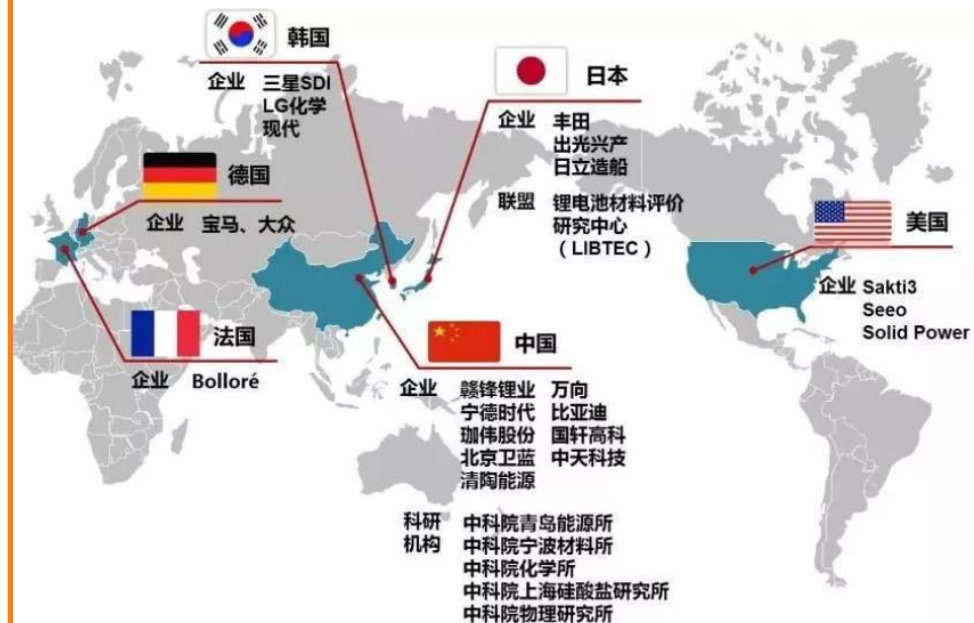 韩国
企业 三星SDI
LG化学
现代
日本
企业 丰田
出光兴产
日立造船
联盟 锂电池材料评价
研究中心
（LIBTEC）
德国
企业 宝马、大众
美国
企业 Sakti3
Seeo
Solid Power
法国
企业 Bolloré
中国
企业 赣锋锂业 万向
宁德时代 比亚迪
珈伟股份 国轩高科
北京卫蓝 中天科技
清陶能源
科研 中科院青岛能源所
机构 中科院宁波材料所
中科院化学所
中科院上海硅酸盐研究所
中科院物理研究所